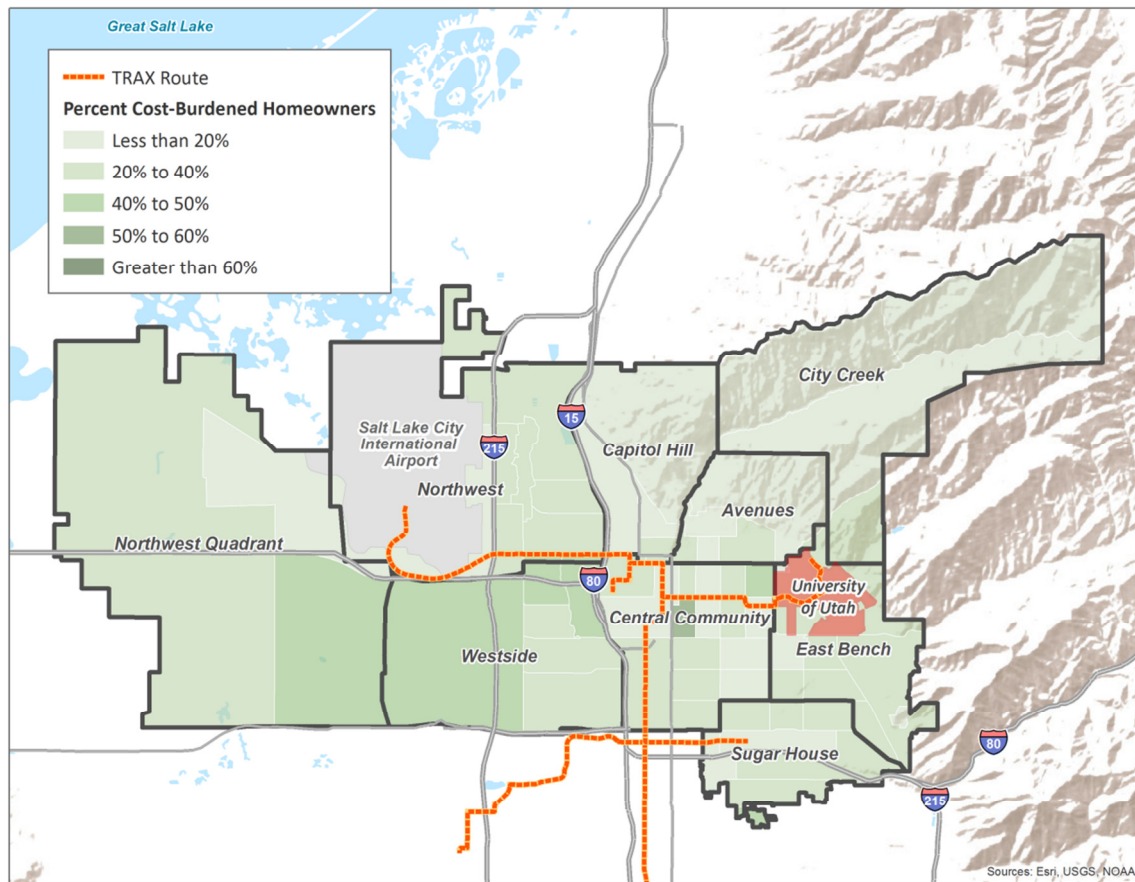 Great Salt Lake
TRAX Route
Percent Cost-Burdened Homeowners
Less than 20%
20% to 40%
40% to 50%
50% to 60%
Greater than 60%
City Creek
Salt Lake City
International
Airport
15
215
Capitol Hill
Northwest
Avenues
Northwest Quadrant
80
University
of Utah
Central Community
East Bench
Westside
Sugar House
80
215
Sources: Esri, USGS, NOAA